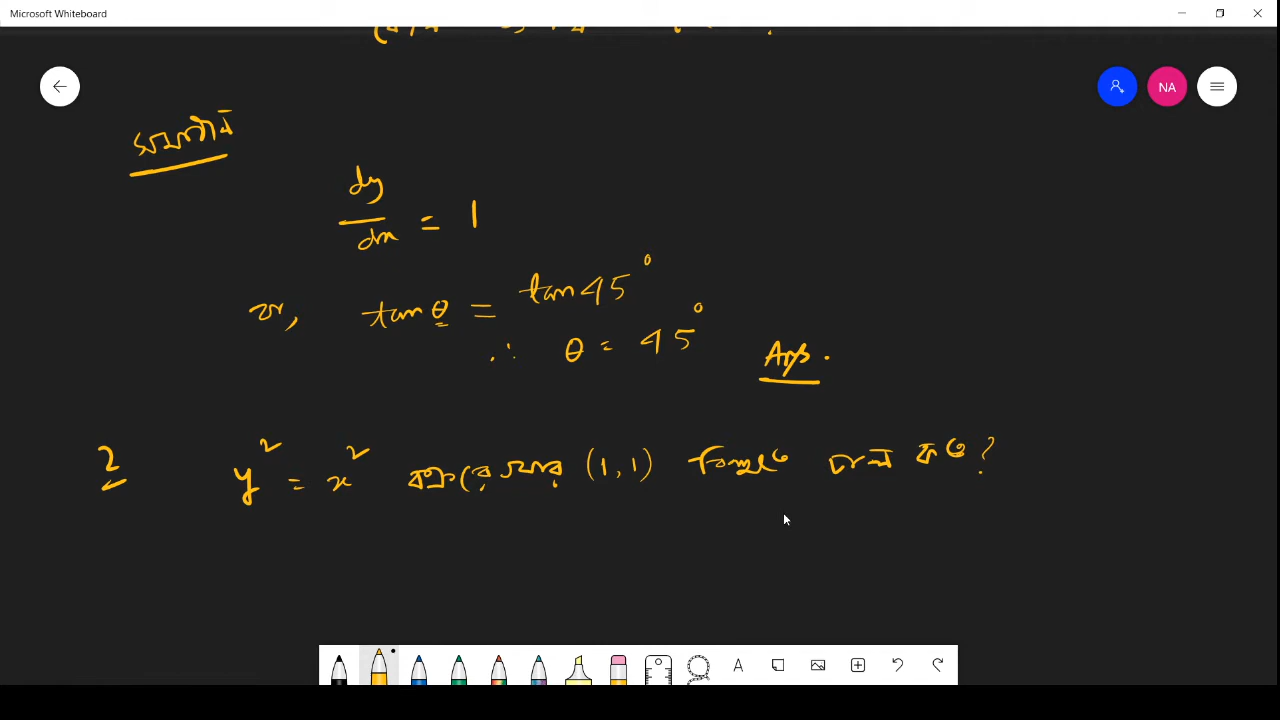 Microsoft Whiteboard
NA
সমাধান
dy/dx = 1
বা, tanθ = tan45°
∴ θ = 45°
Ans.
2 y² = x² বক্ররেখার (1,1) বিন্দুতে ঢাল কত?
A